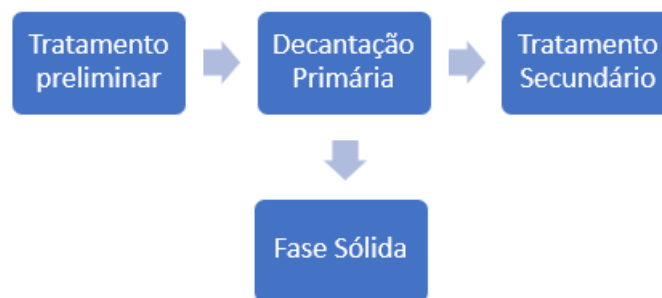 Tratamento
preliminar
Decantação
Primária
Tratamento
Secundário
Fase Sólida